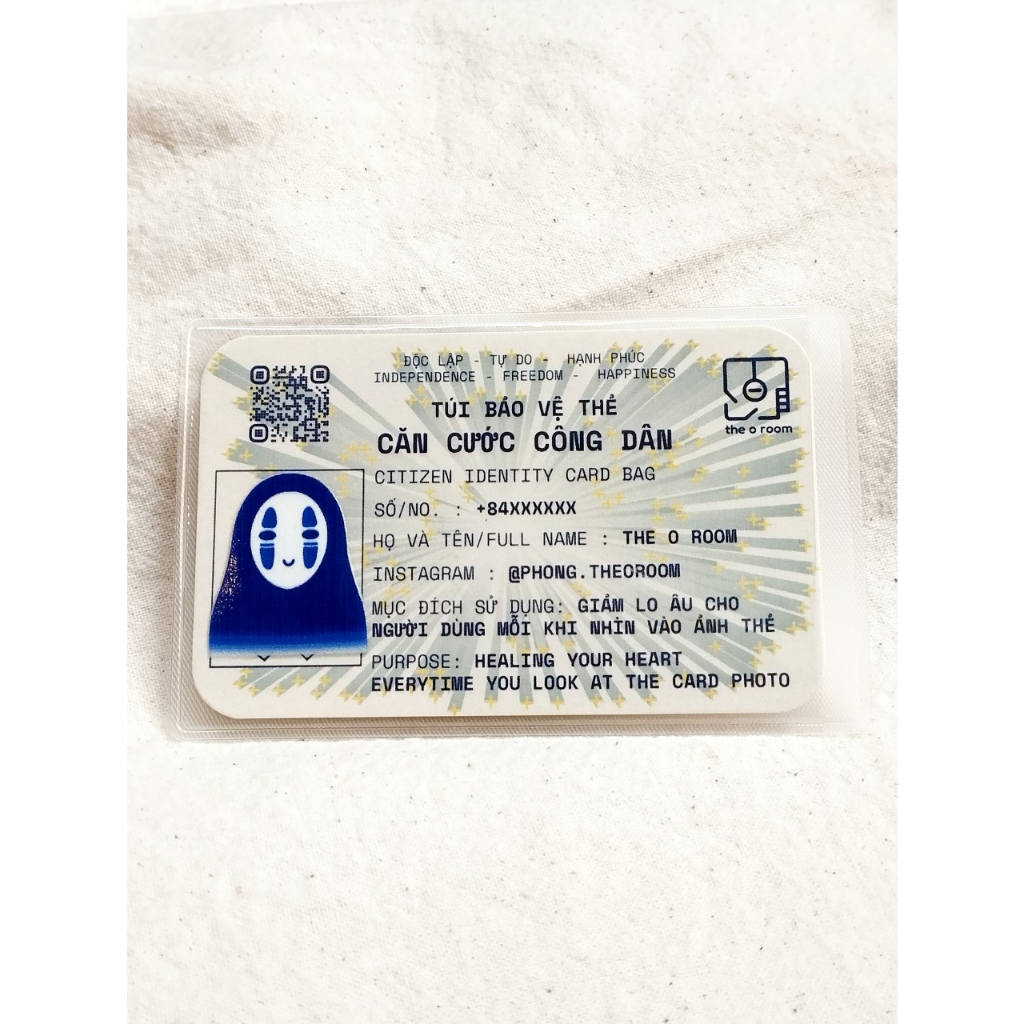 ĐỘC LẬP - TỰ DO - HẠNH PHÚC
INDEPENDENCE - FREEDOM - HAPPINESS
the o room
TÚI BẢO VỆ THẺ
CĂN CƯỚC CÔNG DÂN
CITIZEN IDENTITY CARD BAG
SỐ/NO. : +84XXXXXX
HỌ VÀ TÊN/FULL NAME : THE O ROOM
INSTAGRAM : @PHONG.THEOROOM
MỤC ĐÍCH SỬ DỤNG: GIẢM LO ÂU CHO
NGƯỜI DÙNG MỖI KHI NHÌN VÀO ẢNH THẺ
PURPOSE: HEALING YOUR HEART
EVERYTIME YOU LOOK AT THE CARD PHOTO